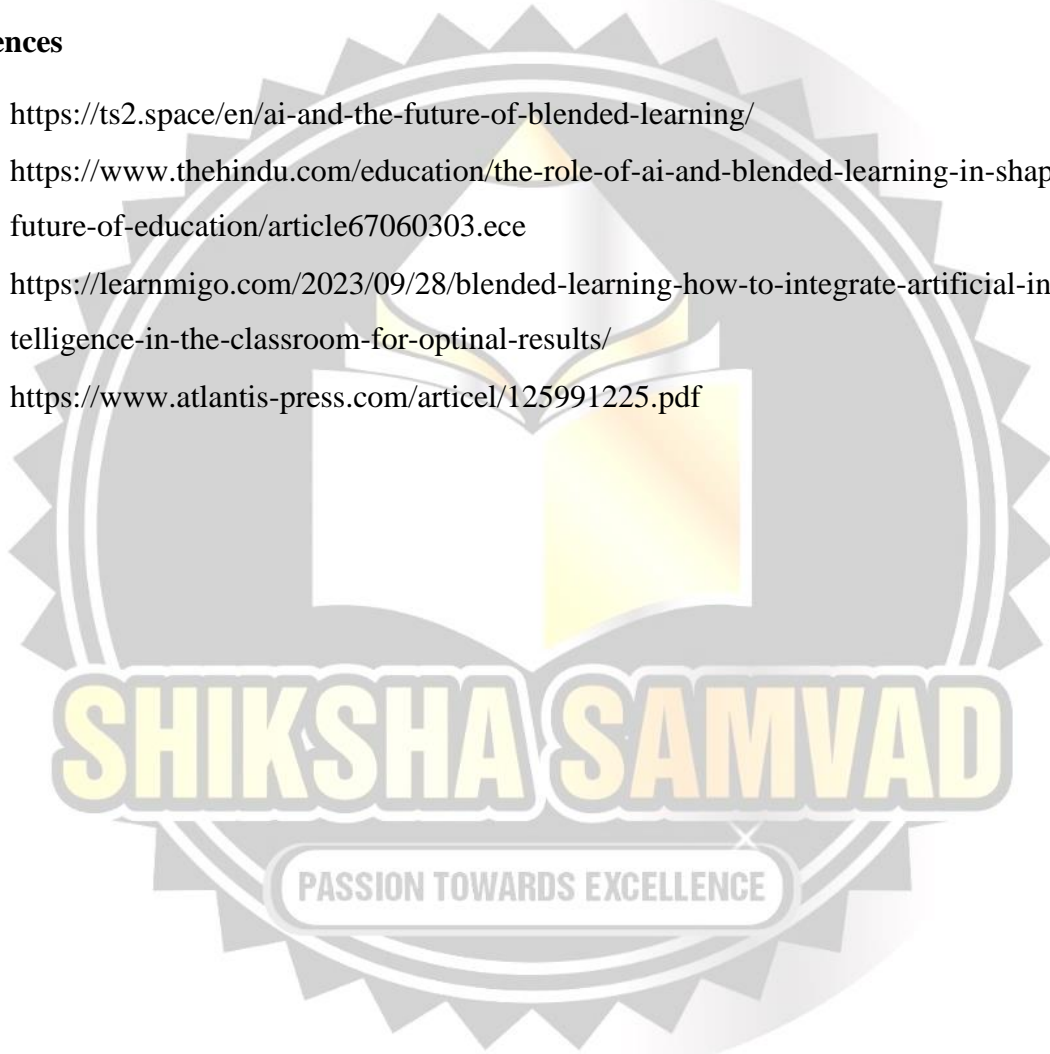 ences
https://ts2.space/en/ai-and-the-future-of-blended-learning/
https://www.thehindu.com/education/the-role-of-ai-and-blended-learning-in-shap
future-of-education/article67060303.ece
https://learnmigo.com/2023/09/28/blended-learning-how-to-integrate-artificial-in
telligence-in-the-classroom-for-optinal-results/
https://www.atlantis-press.com/articel/125991225.pdf
SHIKSHA SAMVAD
PASSION TOWARDS EXCELLENCE